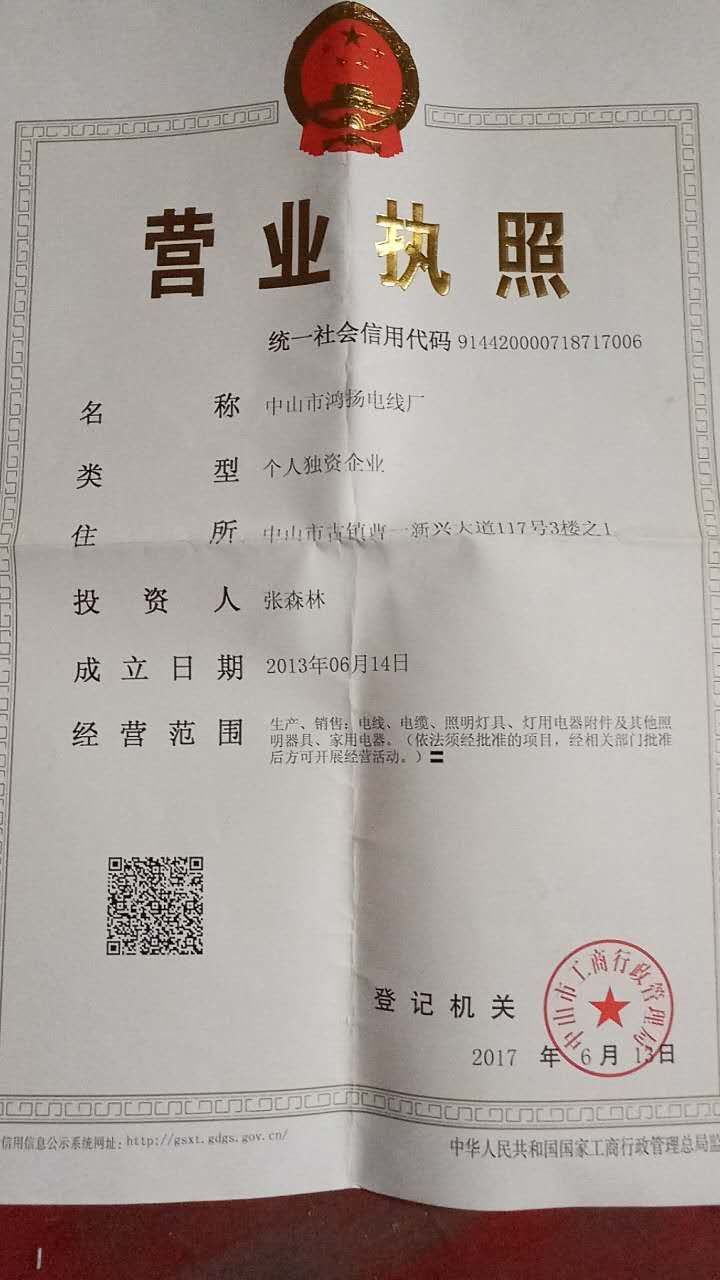 营业执照
统一社会信用代码 914420000718717006
名称 中山市鸿扬电线厂
类型 个人独资企业
住所 中山市古镇曹一新兴大道117号3楼之1
投资人 张森林
成立日期 2013年06月14日
经营范围 生产、销售：电线、电缆、照明灯具、灯用电器附件及其他照
明器具、家用电器。（依法须经批准的项目，经相关部门批准
后方可开展经营活动。）〓
登记机关
中山市工商行政管理局
2017 年 6 月 13日
信用信息公示系统网址：http://gsxt.gdgs.gov.cn/
中华人民共和国国家工商行政管理总局监